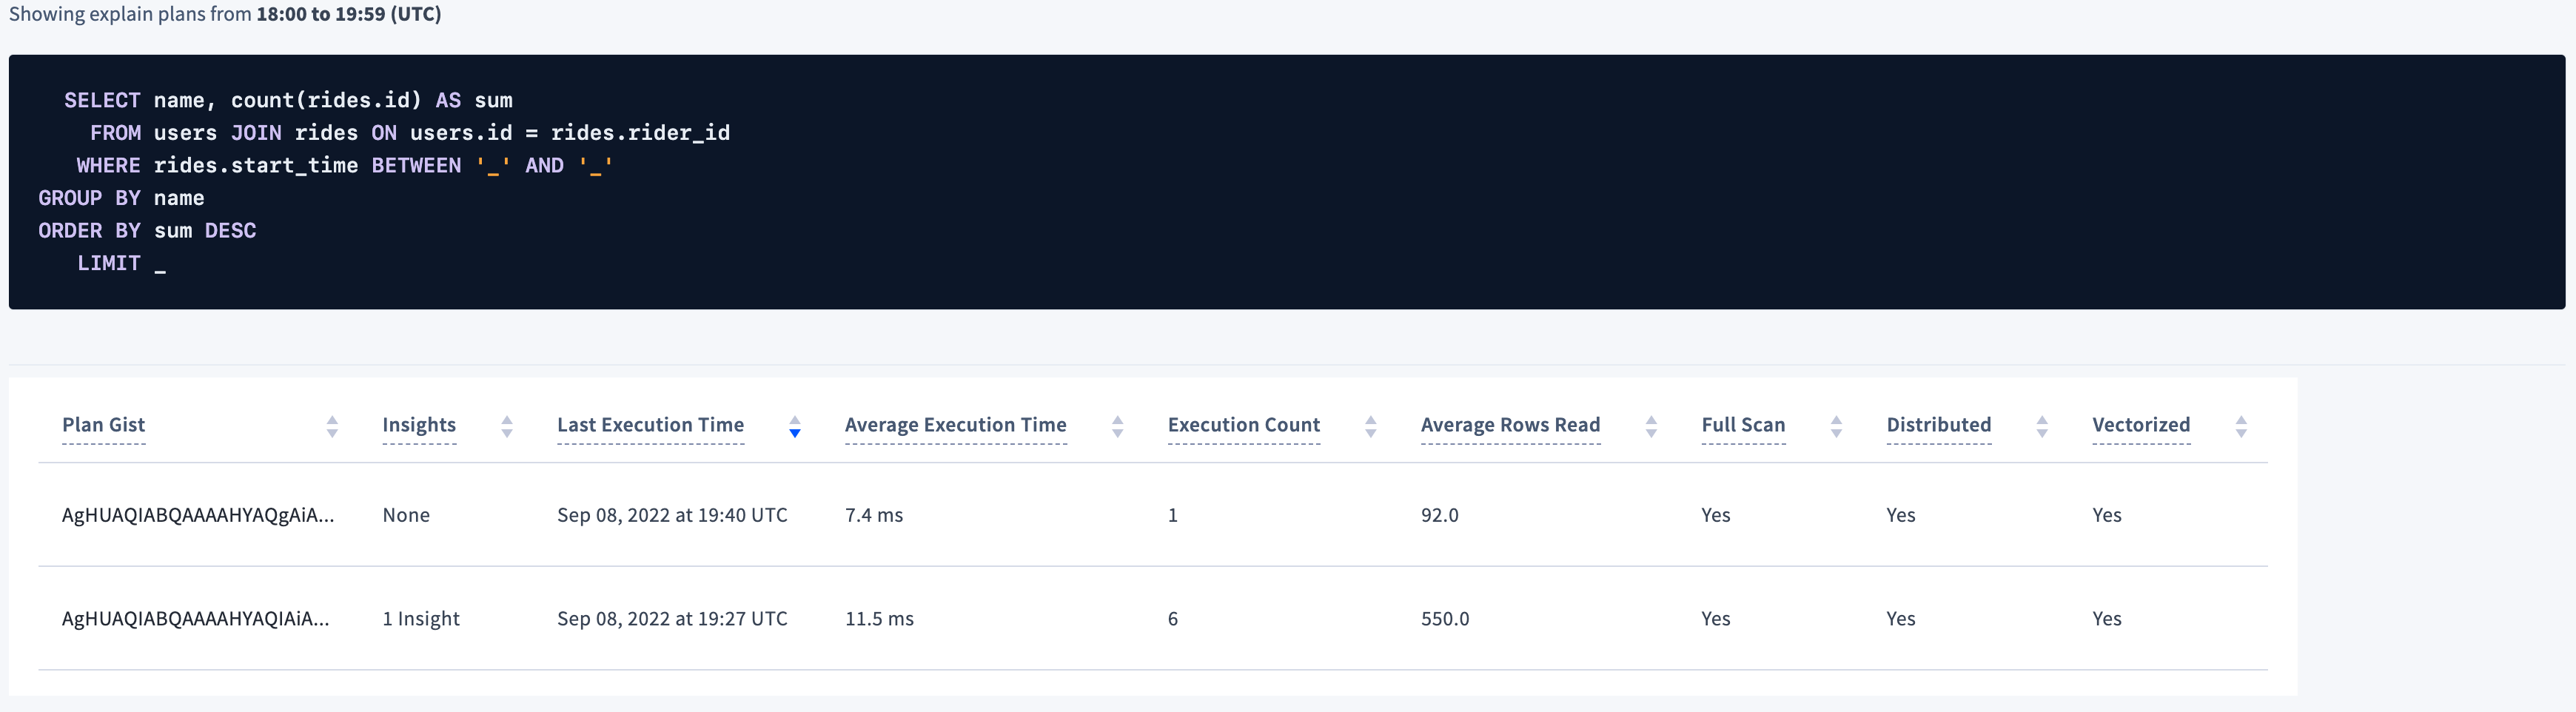 Showing explain plans from 18:00 to 19:59 (UTC)
SELECT name, count(rides.id) AS sum
FROM users JOIN rides ON users.id = rides.rider_id
WHERE rides.start_time BETWEEN '_' AND '_'
GROUP BY name
ORDER BY sum DESC
LIMIT _
Plan Gist Insights Last Execution Time Average Execution Time Execution Count Average Rows Read Full Scan Distributed Vectorized
AgHUAQIABQAAAAHYAQgAiA... None Sep 08, 2022 at 19:40 UTC 7.4 ms 1 92.0 Yes Yes Yes
AgHUAQIABQAAAAHYAQIAiA... 1 Insight Sep 08, 2022 at 19:27 UTC 11.5 ms 6 550.0 Yes Yes Yes